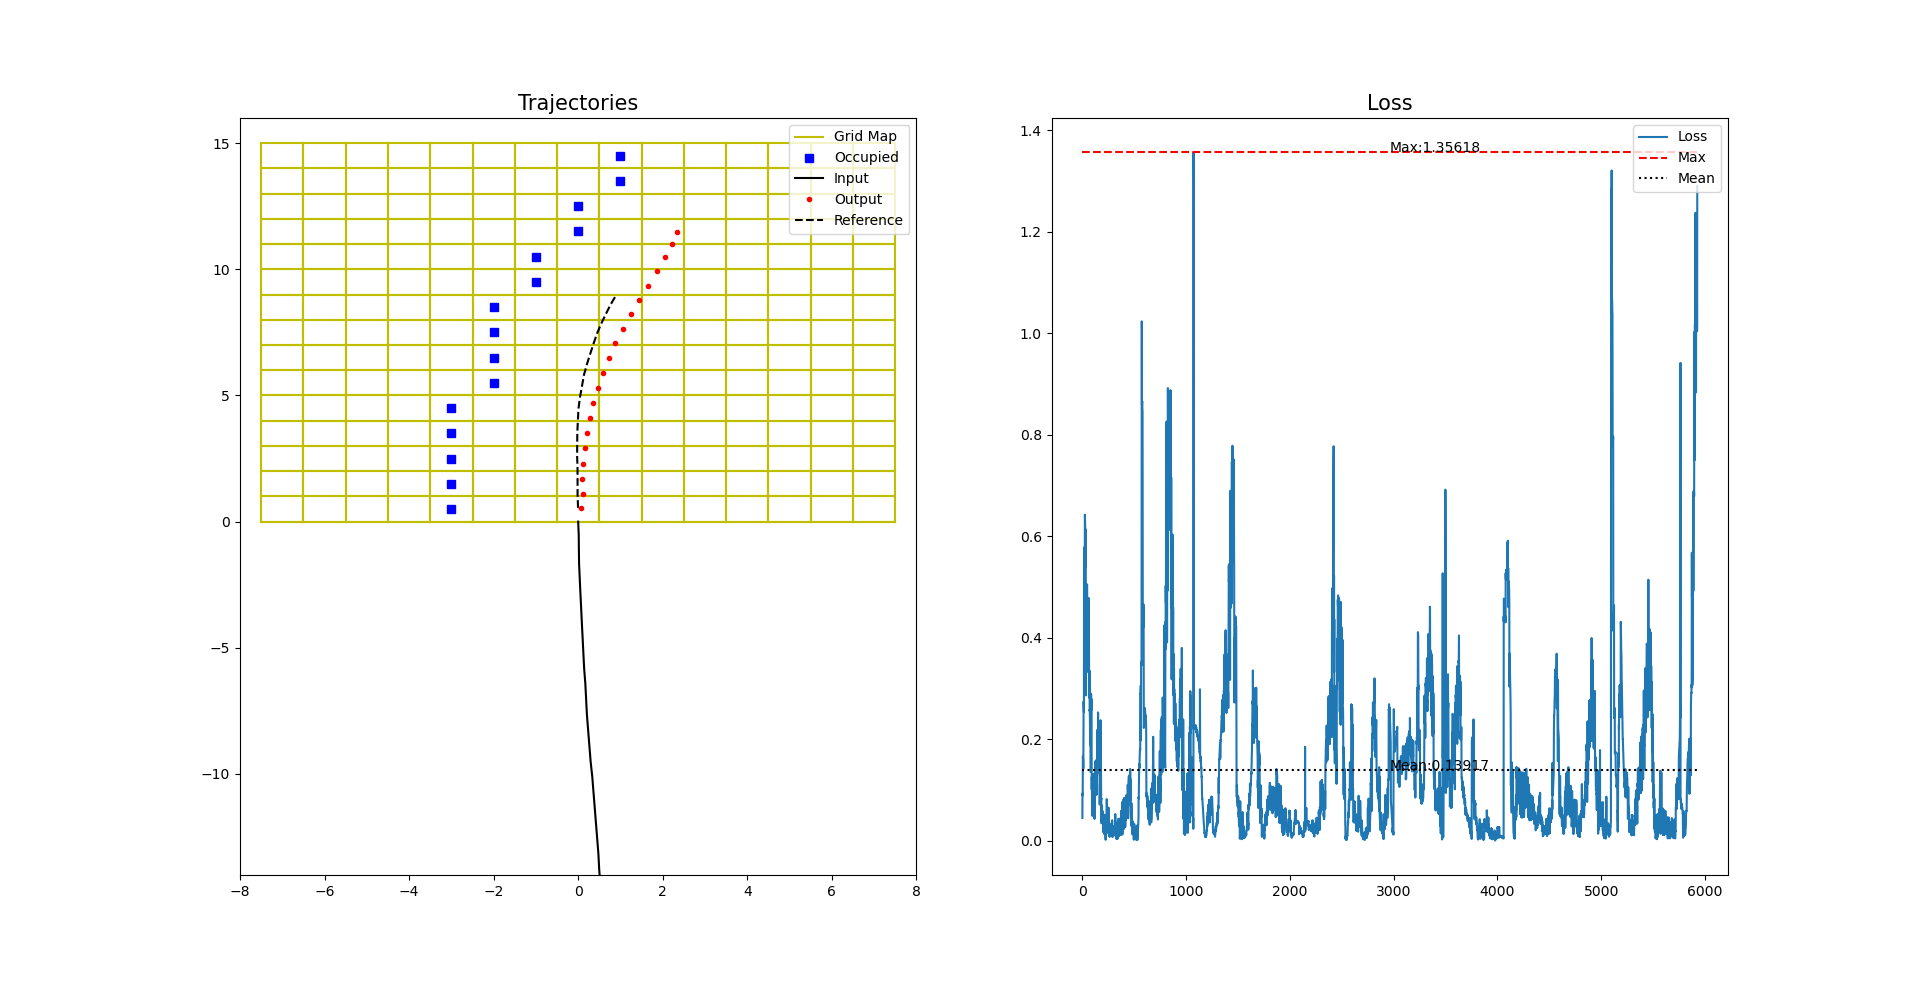 Trajectories
15
10
5
0
−5
−10
−8
−6
−4
−2
0
2
4
6
8
Grid Map
Occupied
Input
Output
Reference
Loss
1.4
1.2
1.0
0.8
0.6
0.4
0.2
0.0
0
1000
2000
3000
4000
5000
6000
Max:1.35618
Mean:0.13917
Loss
Max
Mean